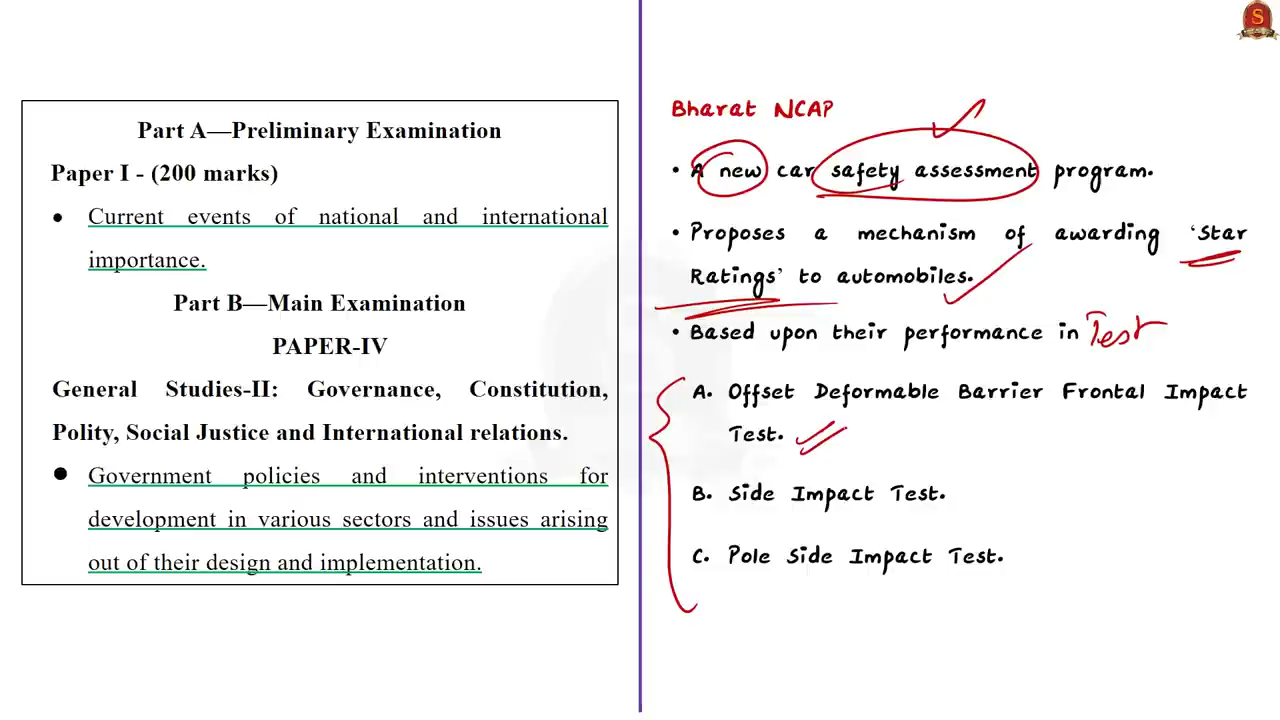 Part A—Preliminary Examination
Paper I - (200 marks)
● Current events of national and international
importance.
Part B—Main Examination
PAPER-IV
General Studies-II: Governance, Constitution,
Polity, Social Justice and International relations.
● Government policies and interventions for
development in various sectors and issues arising
out of their design and implementation.
Bharat NCAP
• A new car safety assessment program.
• Proposes a mechanism of awarding ‘Star
Ratings’ to automobiles.
• Based upon their performance in Test
A. Offset Deformable Barrier Frontal Impact
Test.
B. Side Impact Test.
C. Pole Side Impact Test.
S